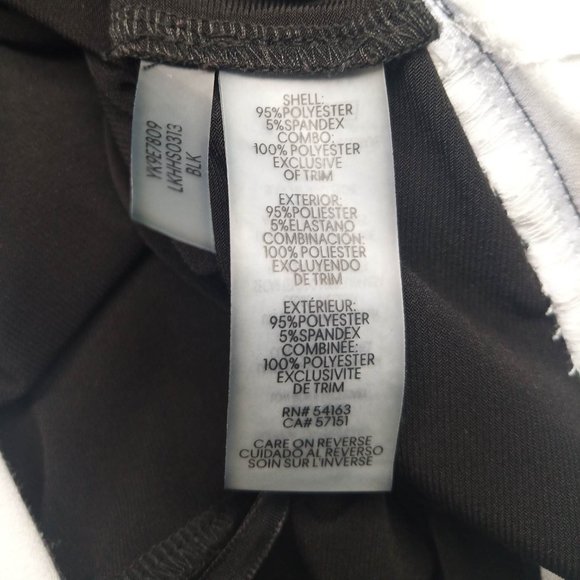 YK9E7809
LKHHS0313
BLK
SHELL:
95%POLYESTER
5%SPANDEX
COMBO:
100% POLYESTER
EXCLUSIVE
OF TRIM
EXTERIOR:
95%POLIESTER
5%ELASTANO
COMBINACIÓN:
100% POLIESTER
EXCLUYENDO
DE TRIM
EXTÉRIEUR:
95%POLYESTER
5%SPANDEX
COMBINÉE:
100% POLYESTER
EXCLUSIVITE
DE TRIM
RN# 54163
CA# 57151
CARE ON REVERSE
CUIDADO AL REVERSO
SOIN SUR L'INVERSE